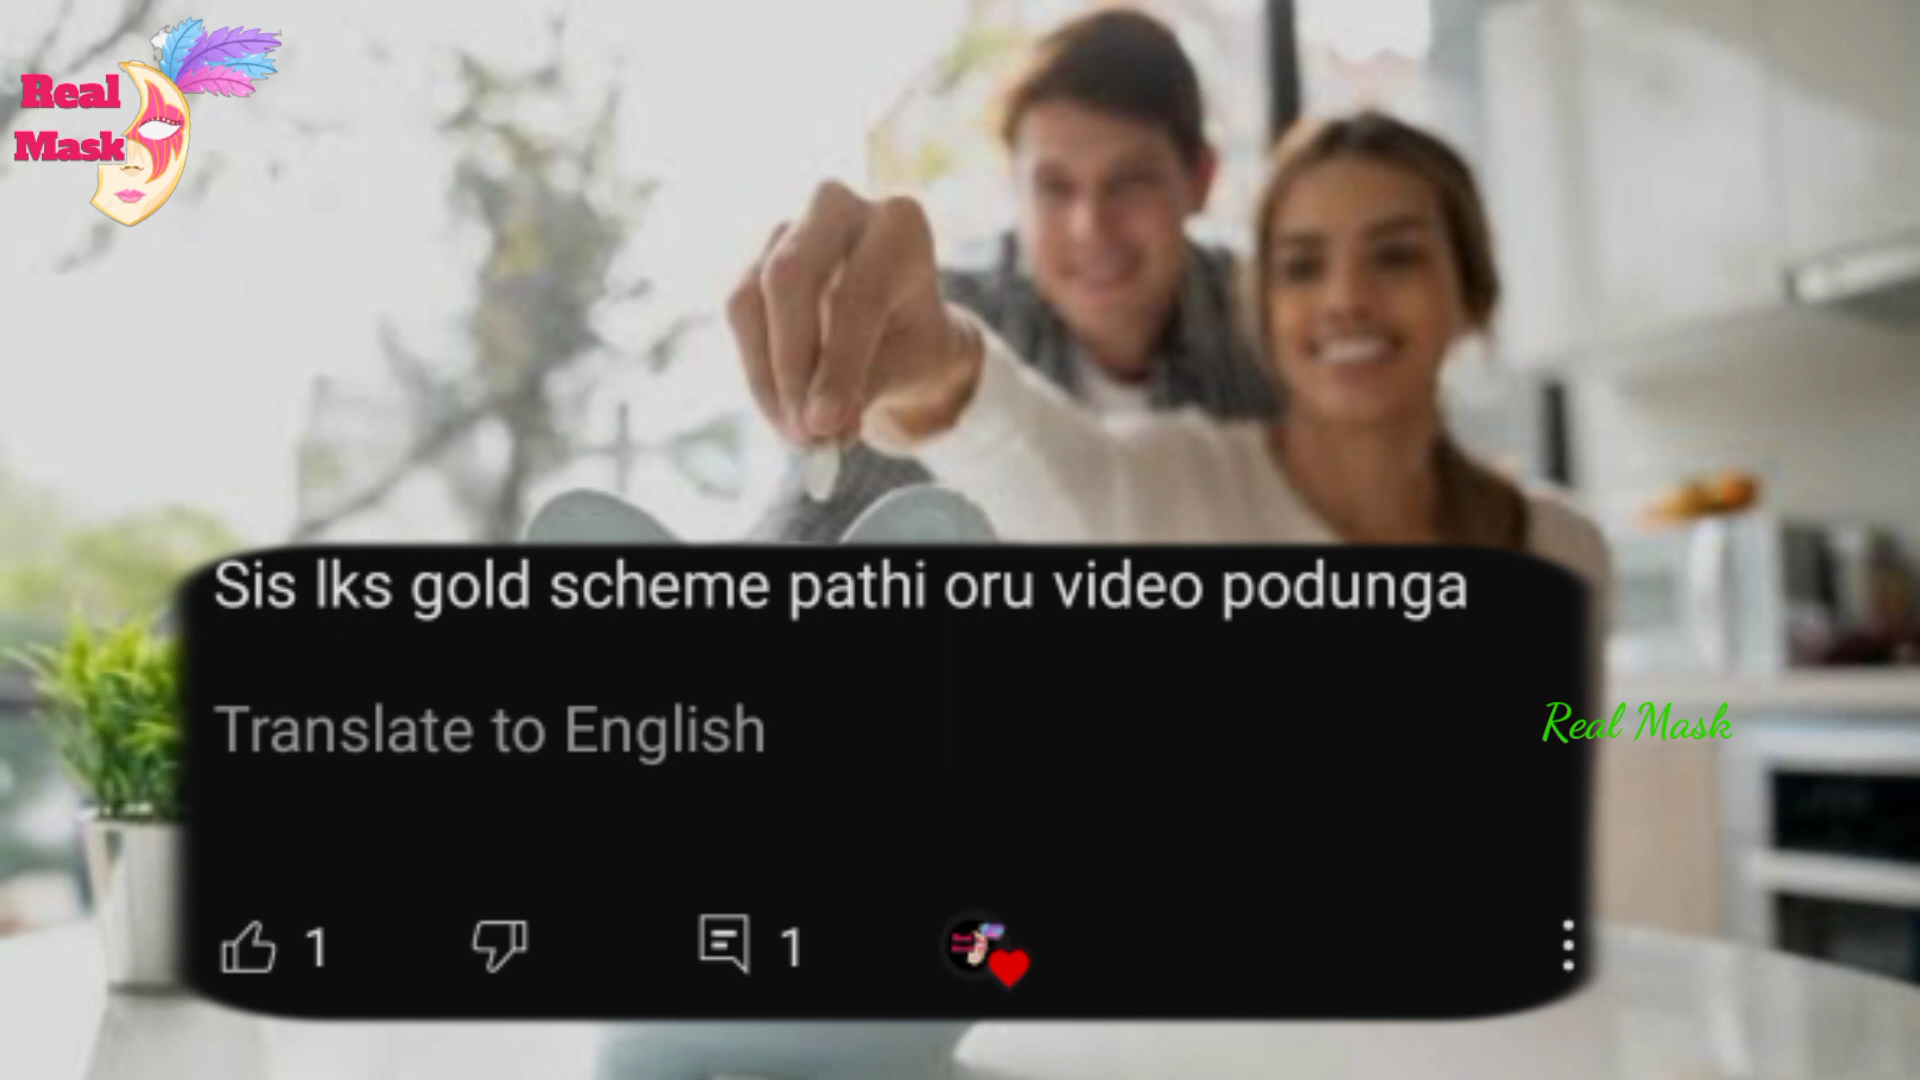 Real
Mask
Sis lks gold scheme pathi oru video podunga
Translate to English
Real Mask
1
1